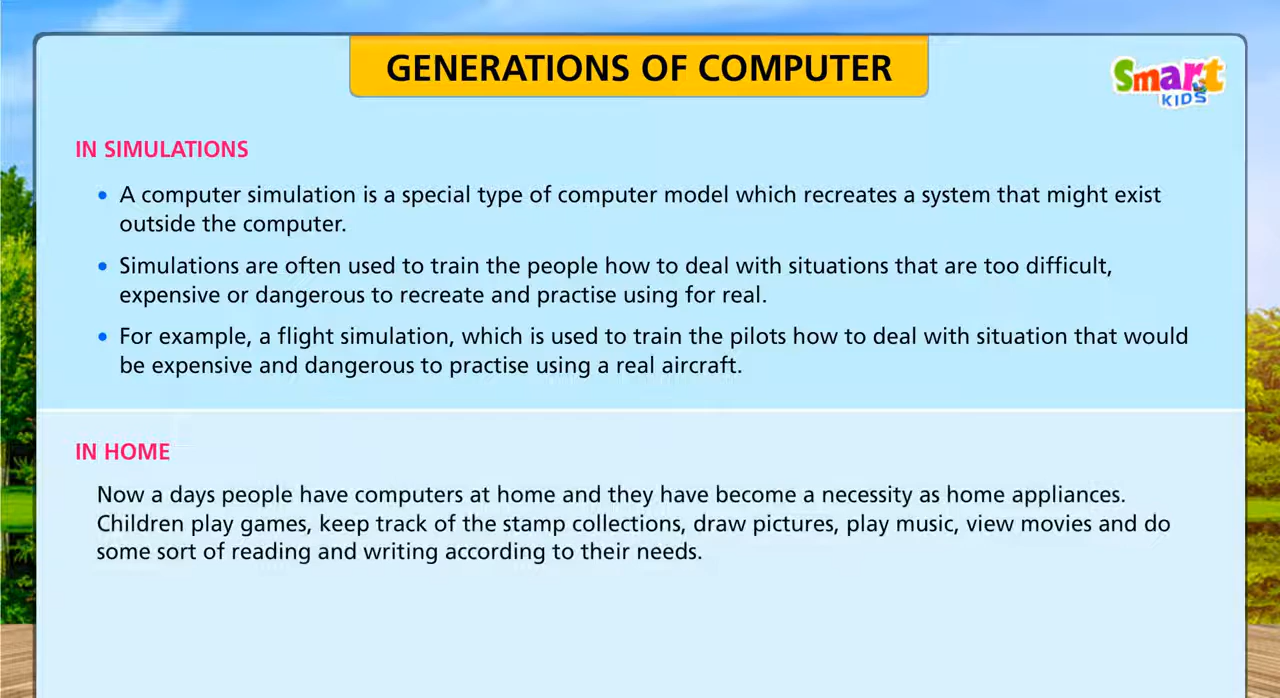 GENERATIONS OF COMPUTER
Smart
KIDS
IN SIMULATIONS
• A computer simulation is a special type of computer model which recreates a system that might exist
outside the computer.
• Simulations are often used to train the people how to deal with situations that are too difficult,
expensive or dangerous to recreate and practise using for real.
• For example, a flight simulation, which is used to train the pilots how to deal with situation that would
be expensive and dangerous to practise using a real aircraft.
IN HOME
Now a days people have computers at home and they have become a necessity as home appliances.
Children play games, keep track of the stamp collections, draw pictures, play music, view movies and do
some sort of reading and writing according to their needs.